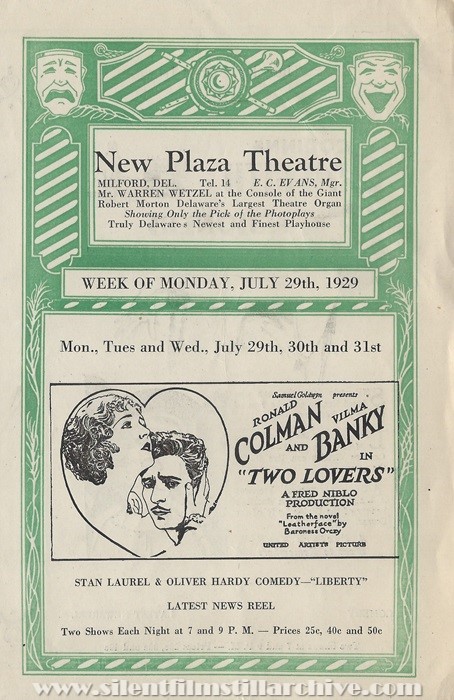 New Plaza Theatre
MILFORD, DEL. Tel. 14 E. C. EVANS, Mgr.
Mr. WARREN WETZEL at the Console of the Giant
Robert Morton Delaware's Largest Theatre Organ
Showing Only the Pick of the Photoplays
Truly Delaware s Newest and Finest Playhouse
WEEK OF MONDAY, JULY 29th, 1929
Mon., Tues and Wed., July 29th, 30th and 31st
Samuel Goldwyn presents
RONALD VILMA
COLMAN AND BANKY
IN
"TWO LOVERS"
A FRED NIBLO
PRODUCTION
From the novel
"Leatherface" by
Baroness Orczy
UNITED ARTISTS PICTURE
STAN LAUREL & OLIVER HARDY COMEDY—"LIBERTY"
LATEST NEWS REEL
Two Shows Each Night at 7 and 9 P. M. — Prices 25c, 40c and 50c
www.silentfilmstillarchive.com